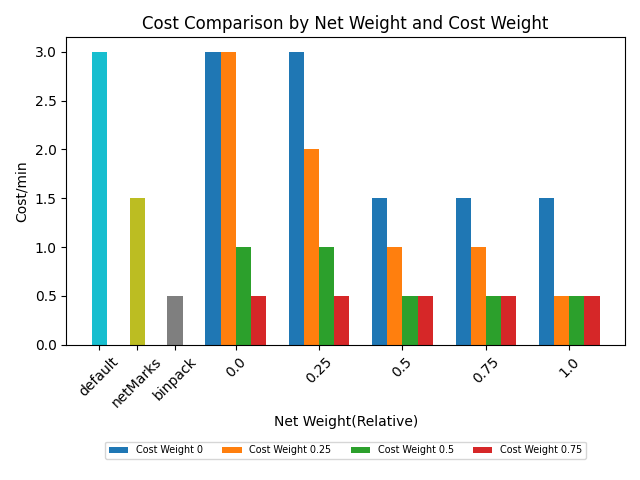 Cost Comparison by Net Weight and Cost Weight
Cost/min
3.0
2.5
2.0
1.5
1.0
0.5
0.0
default
netMarks
binpack
0.0
0.25
0.5
0.75
1.0
Net Weight(Relative)
Cost Weight 0
Cost Weight 0.25
Cost Weight 0.5
Cost Weight 0.75